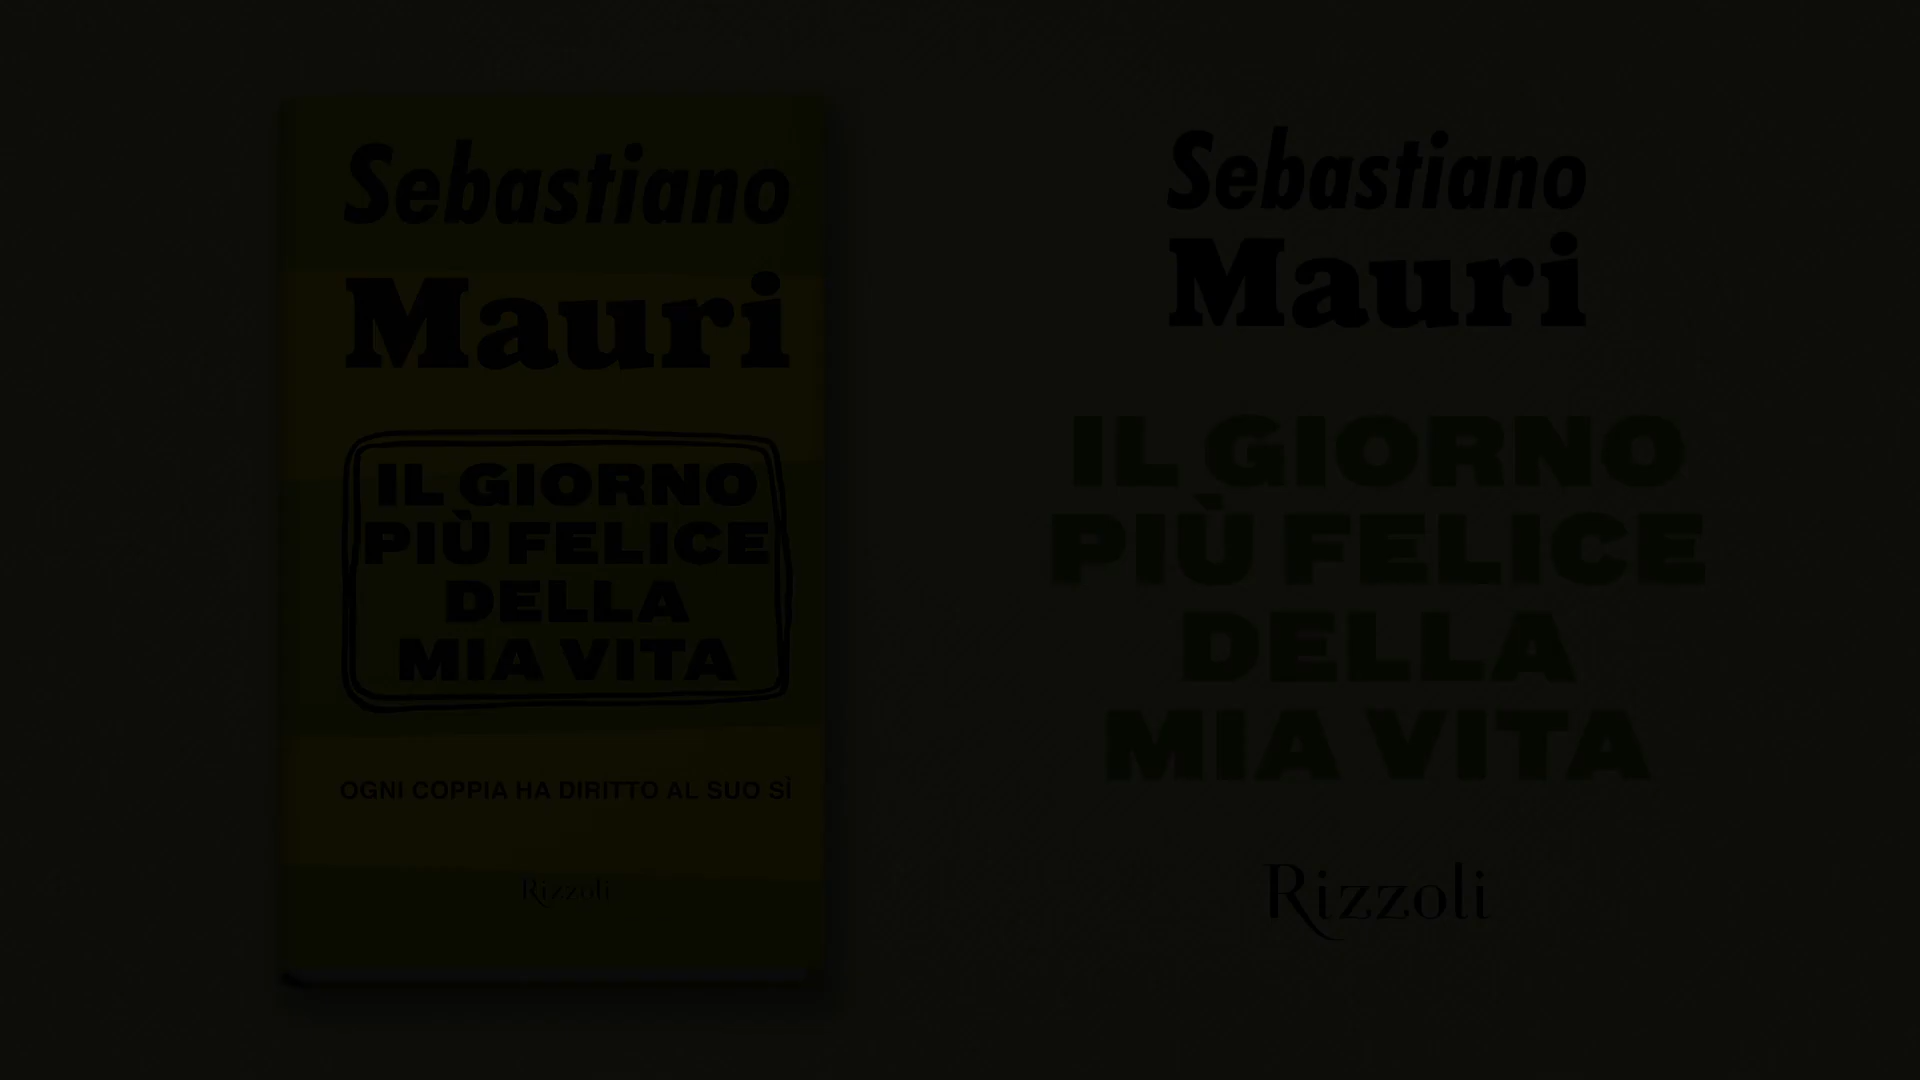 Sebastiano
Mauri
IL GIORNO
PIÙ FELICE
DELLA
MIA VITA
OGNI COPPIA HA DIRITTO AL SUO SÌ
Rizzoli
Sebastiano
Mauri
IL GIORNO
PIÙ FELICE
DELLA
MIA VITA
Rizzoli